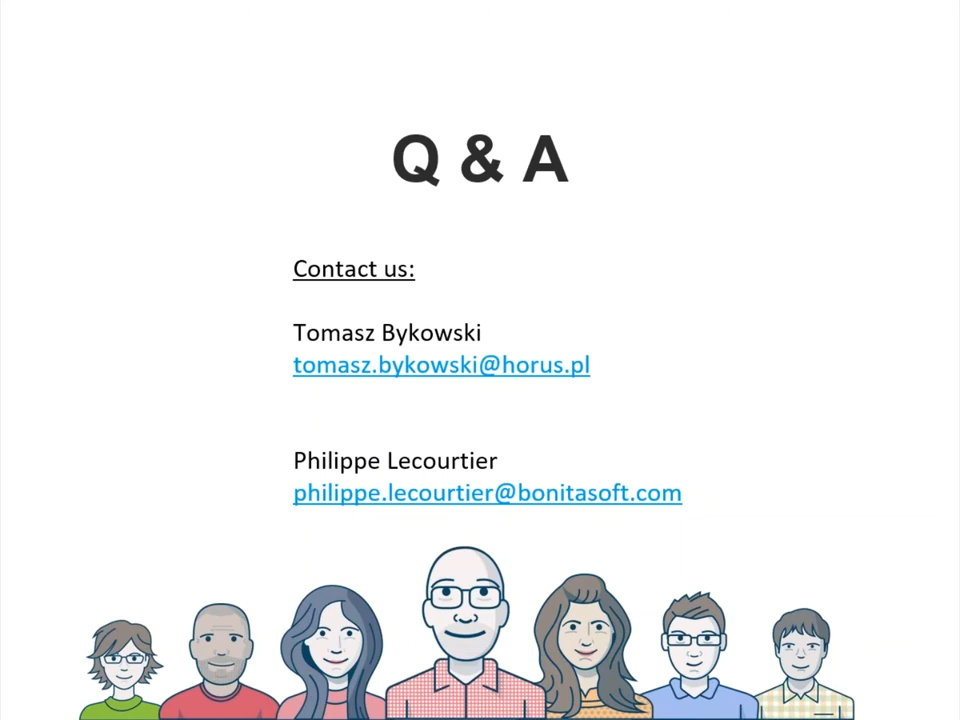 Q & A
Contact us:
Tomasz Bykowski
tomasz.bykowski@horus.pl
Philippe Lecourtier
philippe.lecourtier@bonitasoft.com